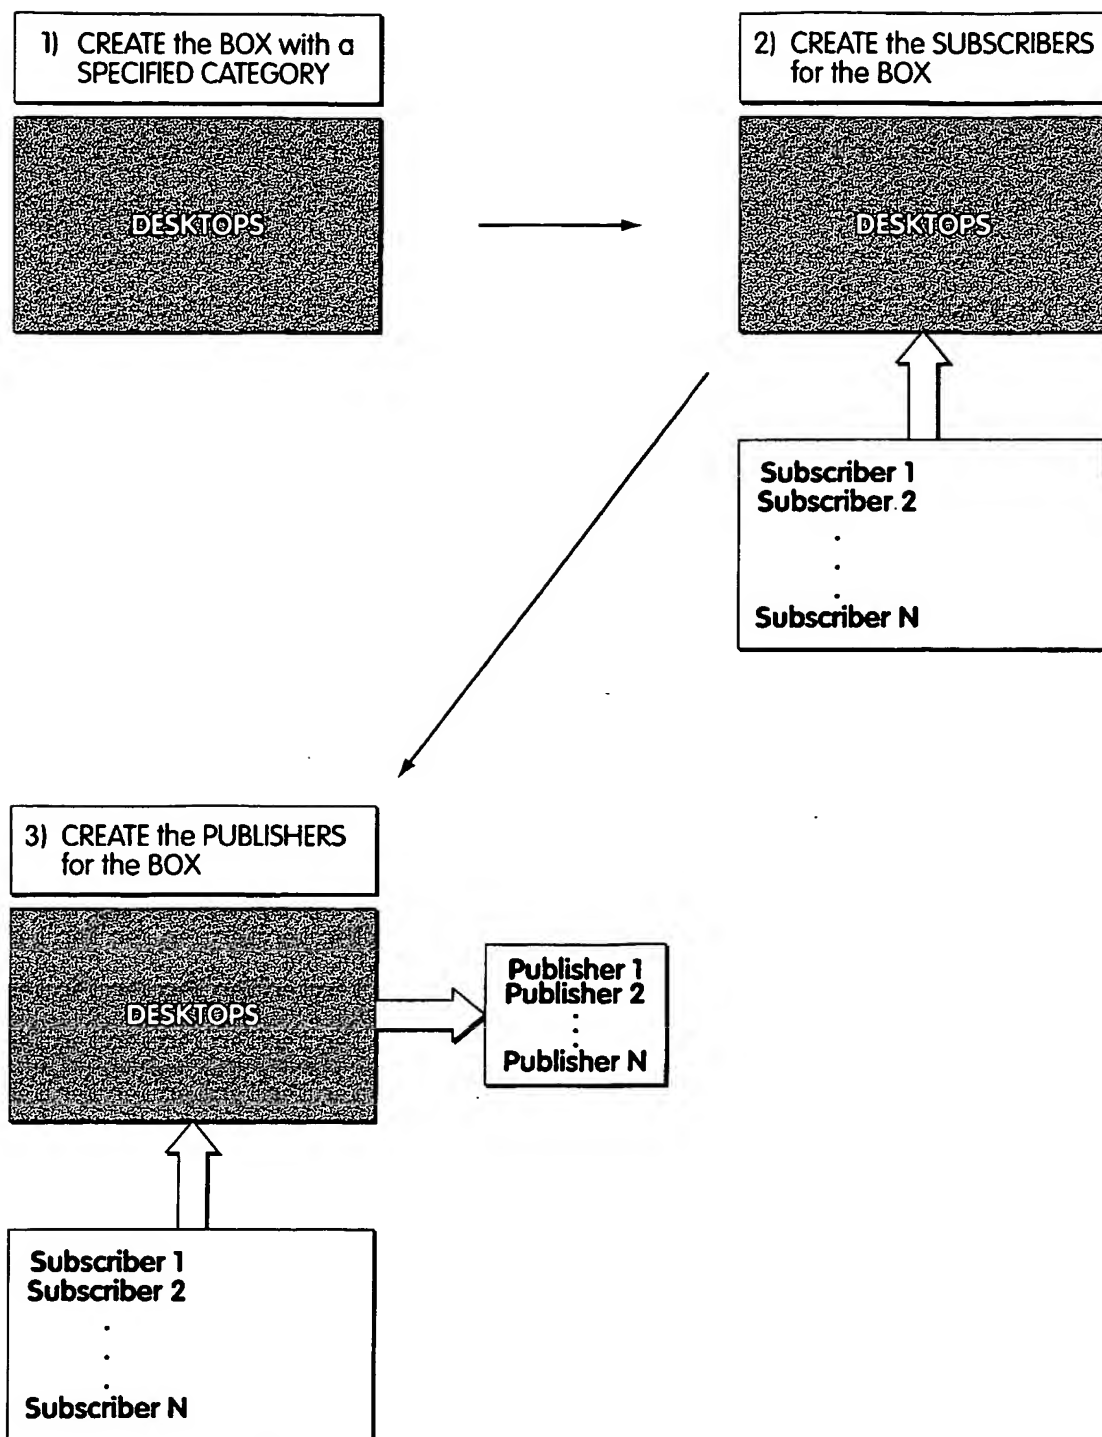 1) CREATE the BOX with a
SPECIFIED CATEGORY
DESKTOPS
2) CREATE the SUBSCRIBERS
for the BOX
DESKTOPS
Subscriber 1
Subscriber 2
.
.
.
Subscriber N
3) CREATE the PUBLISHERS
for the BOX
DESKTOPS
Publisher 1
Publisher 2
.
.
.
Publisher N
Subscriber 1
Subscriber 2
.
.
.
Subscriber N